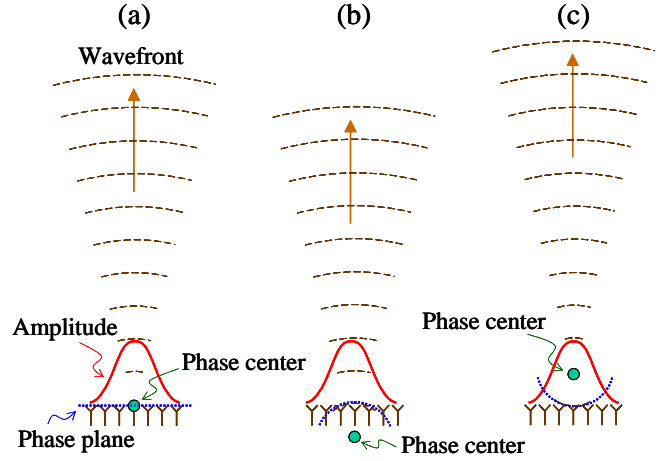 (a)
(b)
(c)
Wavefront
Amplitude
Phase center
Phase center
Phase plane
Phase center